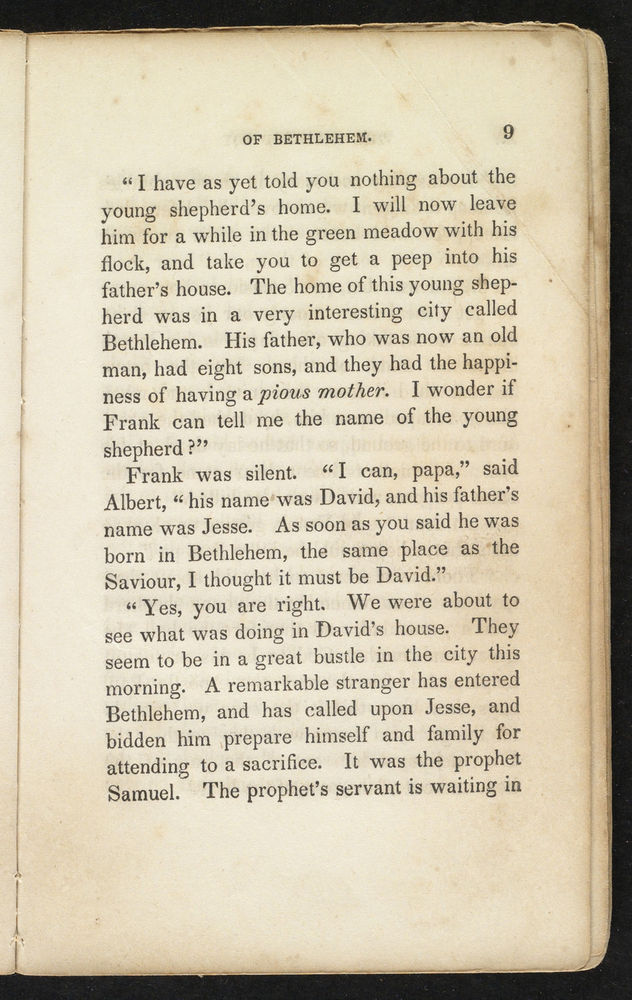 OF BETHLEHEM. 9
“I have as yet told you nothing about the
young shepherd’s home. I will now leave
him for a while in the green meadow with his
flock, and take you to get a peep into his
father’s house. The home of this young shep-
herd was in a very interesting city called
Bethlehem. His father, who was now an old
man, had eight sons, and they had the happi-
ness of having a pious mother. I wonder if
Frank can tell me the name of the young
shepherd?”
Frank was silent. “I can, papa,” said
Albert, “his name was David, and his father’s
name was Jesse. As soon as you said he was
born in Bethlehem, the same place as the
Saviour, I thought it must be David.”
“Yes, you are right. We were about to
see what was doing in David’s house. They
seem to be in a great bustle in the city this
morning. A remarkable stranger has entered
Bethlehem, and has called upon Jesse, and
bidden him prepare himself and family for
attending to a sacrifice. It was the prophet
Samuel. The prophet’s servant is waiting in